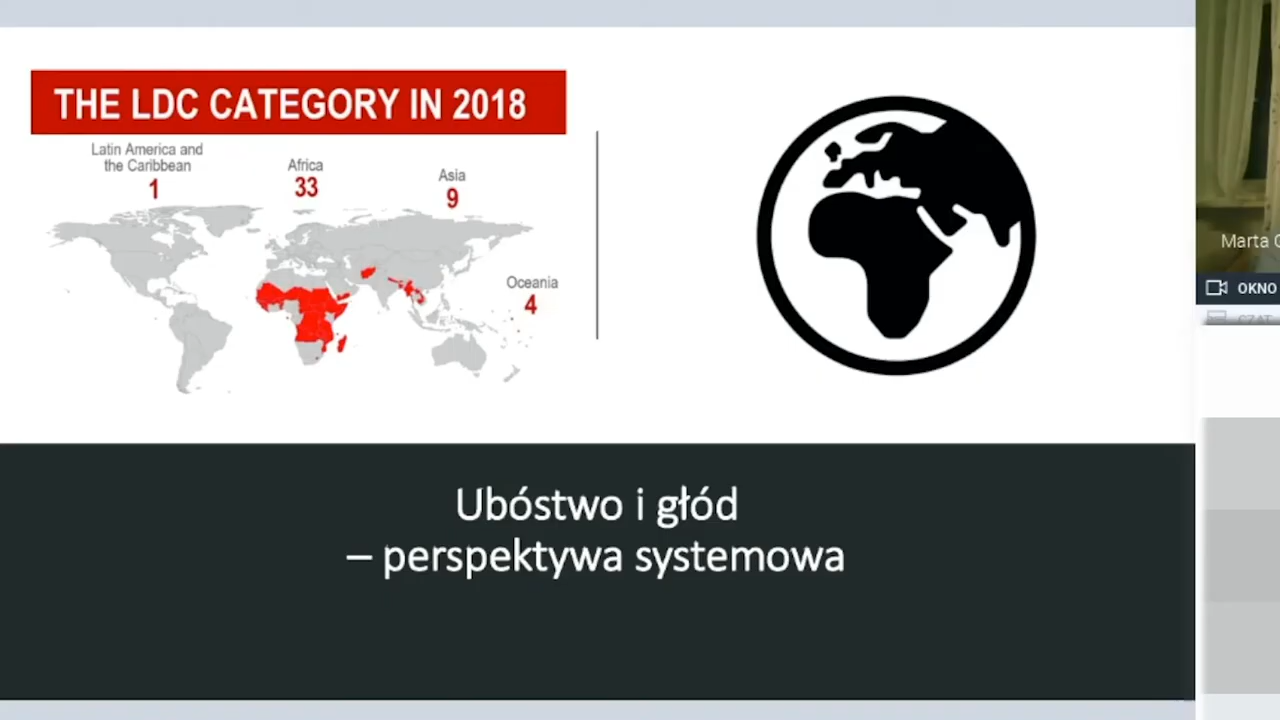 THE LDC CATEGORY IN 2018
Latin America and
the Caribbean
1
Africa
33
Asia
9
Oceania
4
Ubóstwo i głód
– perspektywa systemowa
Marta
OKNO
CZAT